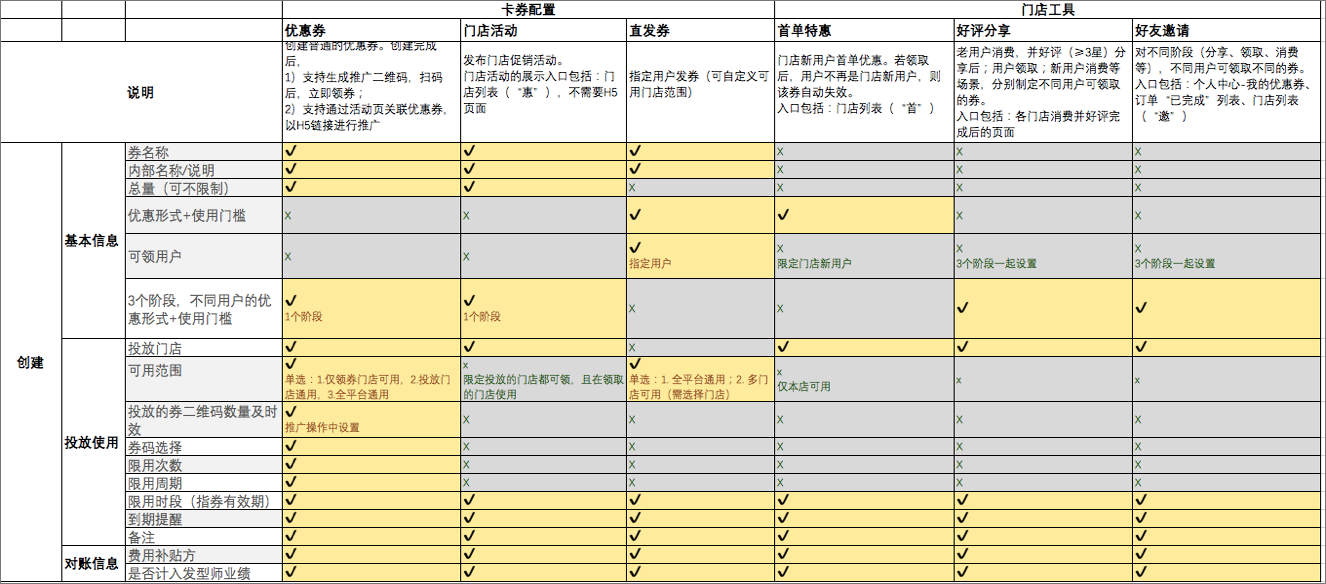 卡券配置
门店工具
优惠券
门店活动
直发券
首单特惠
好评分享
好友邀请
说明
创建普通的优惠券。创建完成
后，
1）支持生成推广二维码，扫码
后，立即领券；
2）支持通过活动页关联优惠券，
以H5链接进行推广
发布门店促销活动。
门店活动的展示入口包括：门
店列表（“惠”），不需要H5
页面
指定用户发券（可自定义可
用门店范围）
门店新用户首单优惠。若领取
后，用户不再是门店新用户，则
该券自动失效。
入口包括：门店列表（“首”）
老用户消费，并好评（≥3星）分
享后；用户领取；新用户消费等
场景，分别制定不同用户可领取
的券。
入口包括：各门店消费并好评完
成后的页面
对不同阶段（分享、领取、消费
等），不同用户可领取不同的券。
入口包括：个人中心-我的优惠券、
订单“已完成”列表、门店列表
（“邀”）
创建
基本信息
券名称
✓ ✓ ✓ X X X
内部名称/说明
✓ ✓ ✓ X X X
总量（可不限制）
✓ ✓ X X X X
优惠形式+使用门槛
X X ✓ ✓ X X
可领用户
X X ✓ X X X
指定用户
限定门店新用户
3个阶段一起设置
3个阶段一起设置
3个阶段，不同用户的优
惠形式+使用门槛
✓ ✓ X X ✓ ✓
1个阶段
1个阶段
投放使用
投放门店
✓ ✓ X ✓ ✓ ✓
可用范围
✓
单选：1.仅领券门店可用，2.投放门
店通用，3.全平台通用
x
限定投放的门店都可领，且在领取
的门店使用
✓
单选：1. 全平台通用；2. 多门
店可用（需选择门店）
x
仅本店可用
x
x
投放的券二维码数量及时
效
✓
推广操作中设置
X X X X X
券码选择
✓ X X X X X
限用次数
✓ X X X X X
限用周期
✓ X X X X X
限用时段（指券有效期）
✓ ✓ ✓ ✓ ✓ ✓
到期提醒
✓ ✓ ✓ ✓ ✓ ✓
备注
✓ ✓ ✓ ✓ ✓ ✓
对账信息
费用补贴方
✓ ✓ ✓ ✓ ✓ ✓
是否计入发型师业绩
✓ ✓ ✓ ✓ ✓ ✓